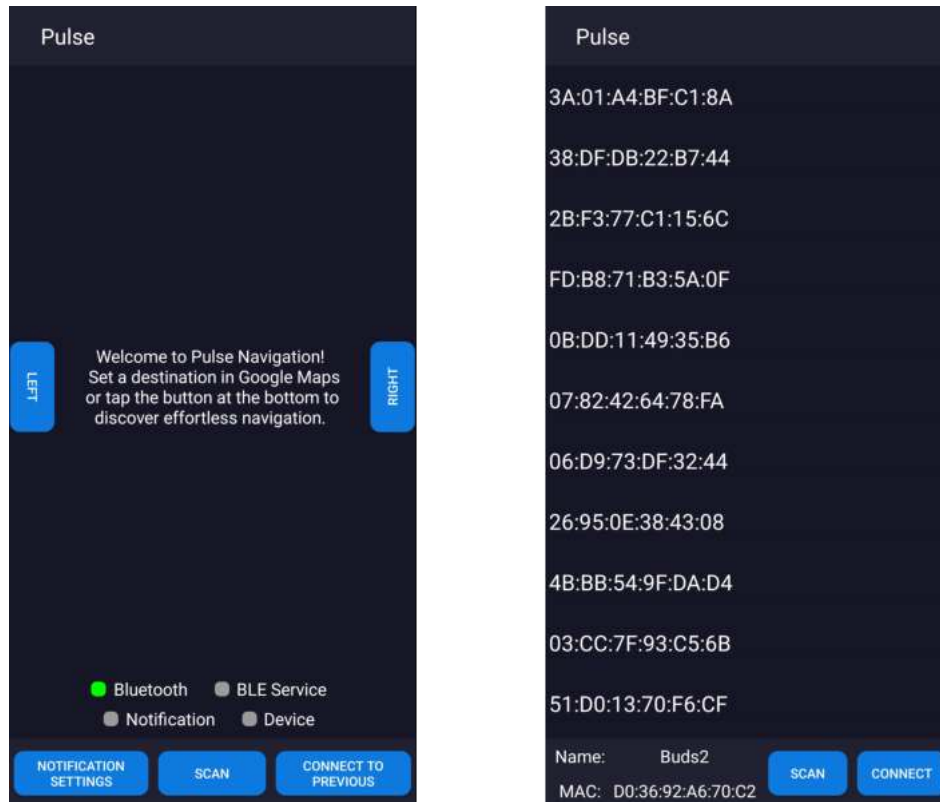 Pulse
LEFT
Welcome to Pulse Navigation!
Set a destination in Google Maps
or tap the button at the bottom to
discover effortless navigation.
RIGHT
Bluetooth
BLE Service
Notification
Device
NOTIFICATION
SETTINGS
SCAN
CONNECT TO
PREVIOUS
Pulse
3A:01:A4:BF:C1:8A
38:DF:DB:22:B7:44
2B:F3:77:C1:15:6C
FD:B8:71:B3:5A:0F
0B:DD:11:49:35:B6
07:82:42:64:78:FA
06:D9:73:DF:32:44
26:95:0E:38:43:08
4B:BB:54:9F:DA:D4
03:CC:7F:93:C5:6B
51:D0:13:70:F6:CF
Name: Buds2
MAC: D0:36:92:A6:70:C2
SCAN
CONNECT